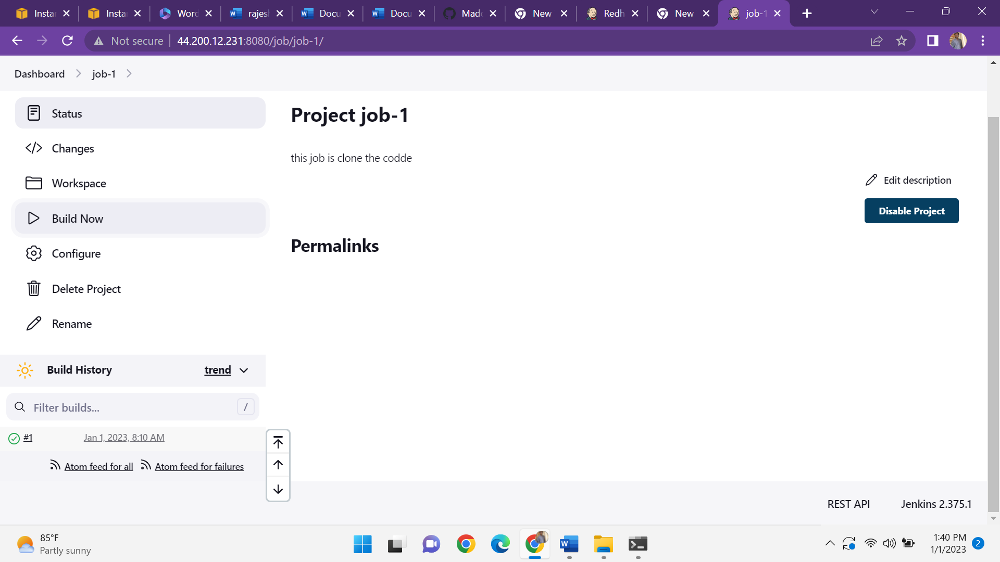 Instar
Instar
Word
rajesh
Docu
Docu
Mado
New
Redh
New
job-1
Not secure
44.200.12.231:8080/job/job-1/
Dashboard
job-1
Status
Changes
Workspace
Build Now
Configure
Delete Project
Rename
Project job-1
this job is clone the codde
Edit description
Disable Project
Permalinks
Build History
trend
Filter builds...
/
#1
Jan 1, 2023, 8:10 AM
Atom feed for all
Atom feed for failures
REST API
Jenkins 2.375.1
85°F
Partly sunny
1:40 PM
1/1/2023
2